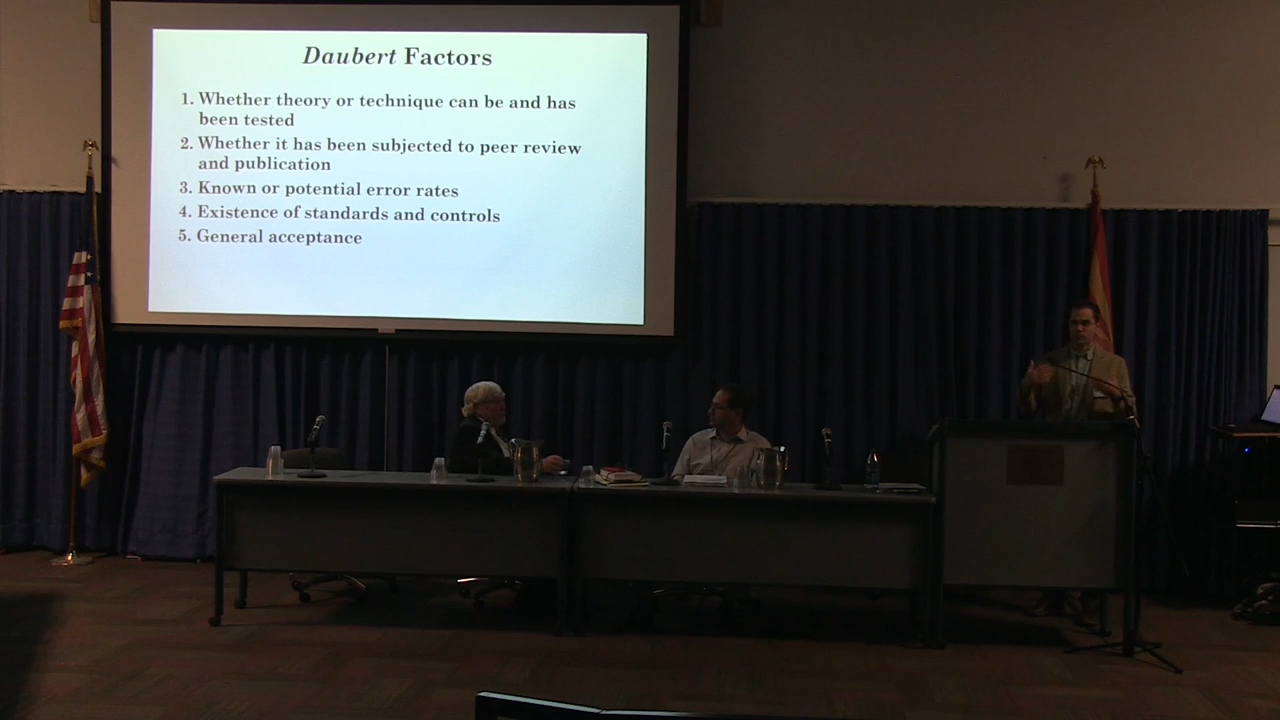 Daubert Factors
1. Whether theory or technique can be and has
been tested
2. Whether it has been subjected to peer review
and publication
3. Known or potential error rates
4. Existence of standards and controls
5. General acceptance